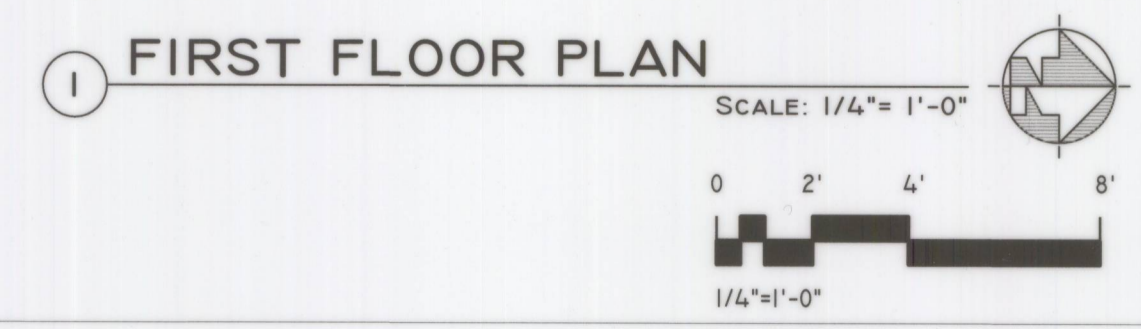 1 FIRST FLOOR PLAN
SCALE: 1/4"= 1'-0"
N
0 2' 4' 8'
1/4"=1'-0"